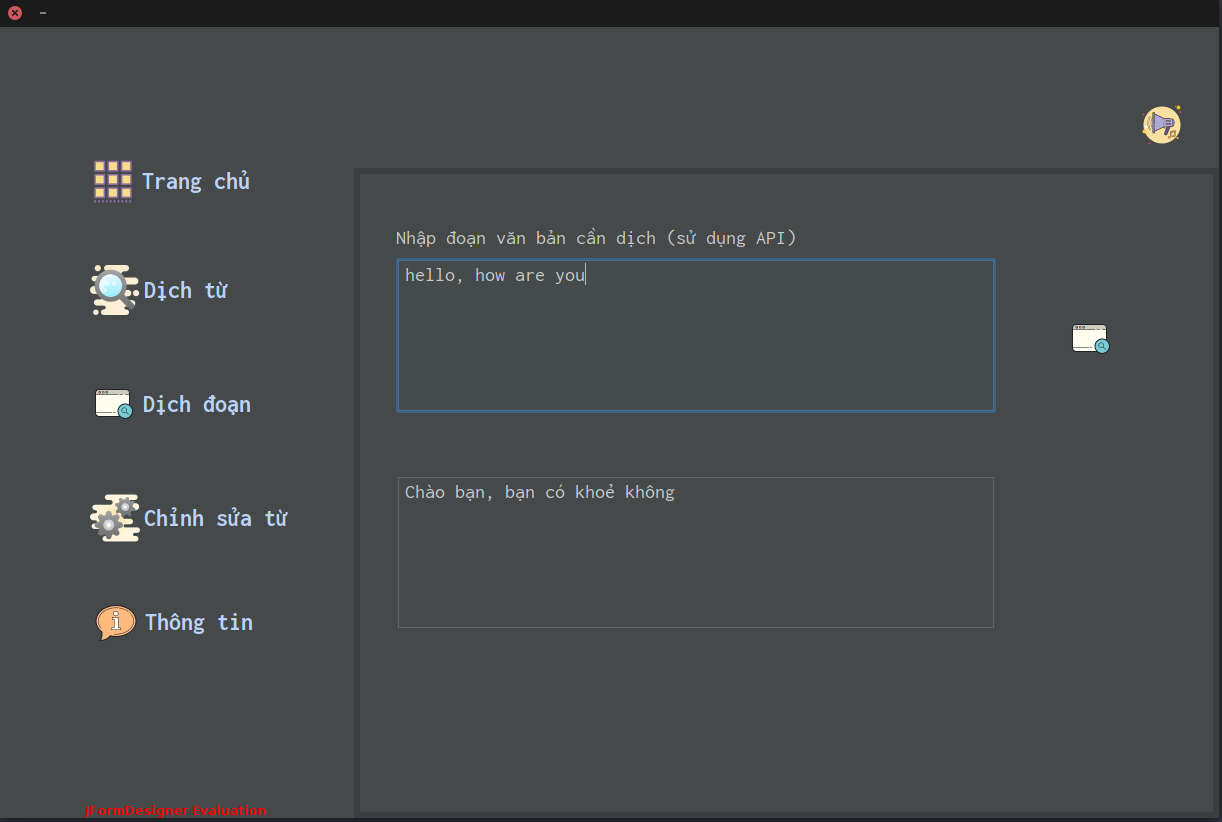 Trang chủ
Nhập đoạn văn bản cần dịch (sử dụng API)
hello, how are you
Dịch từ
Dịch đoạn
Chào bạn, bạn có khoẻ không
Chỉnh sửa từ
Thông tin
JFormDesigner Evaluation